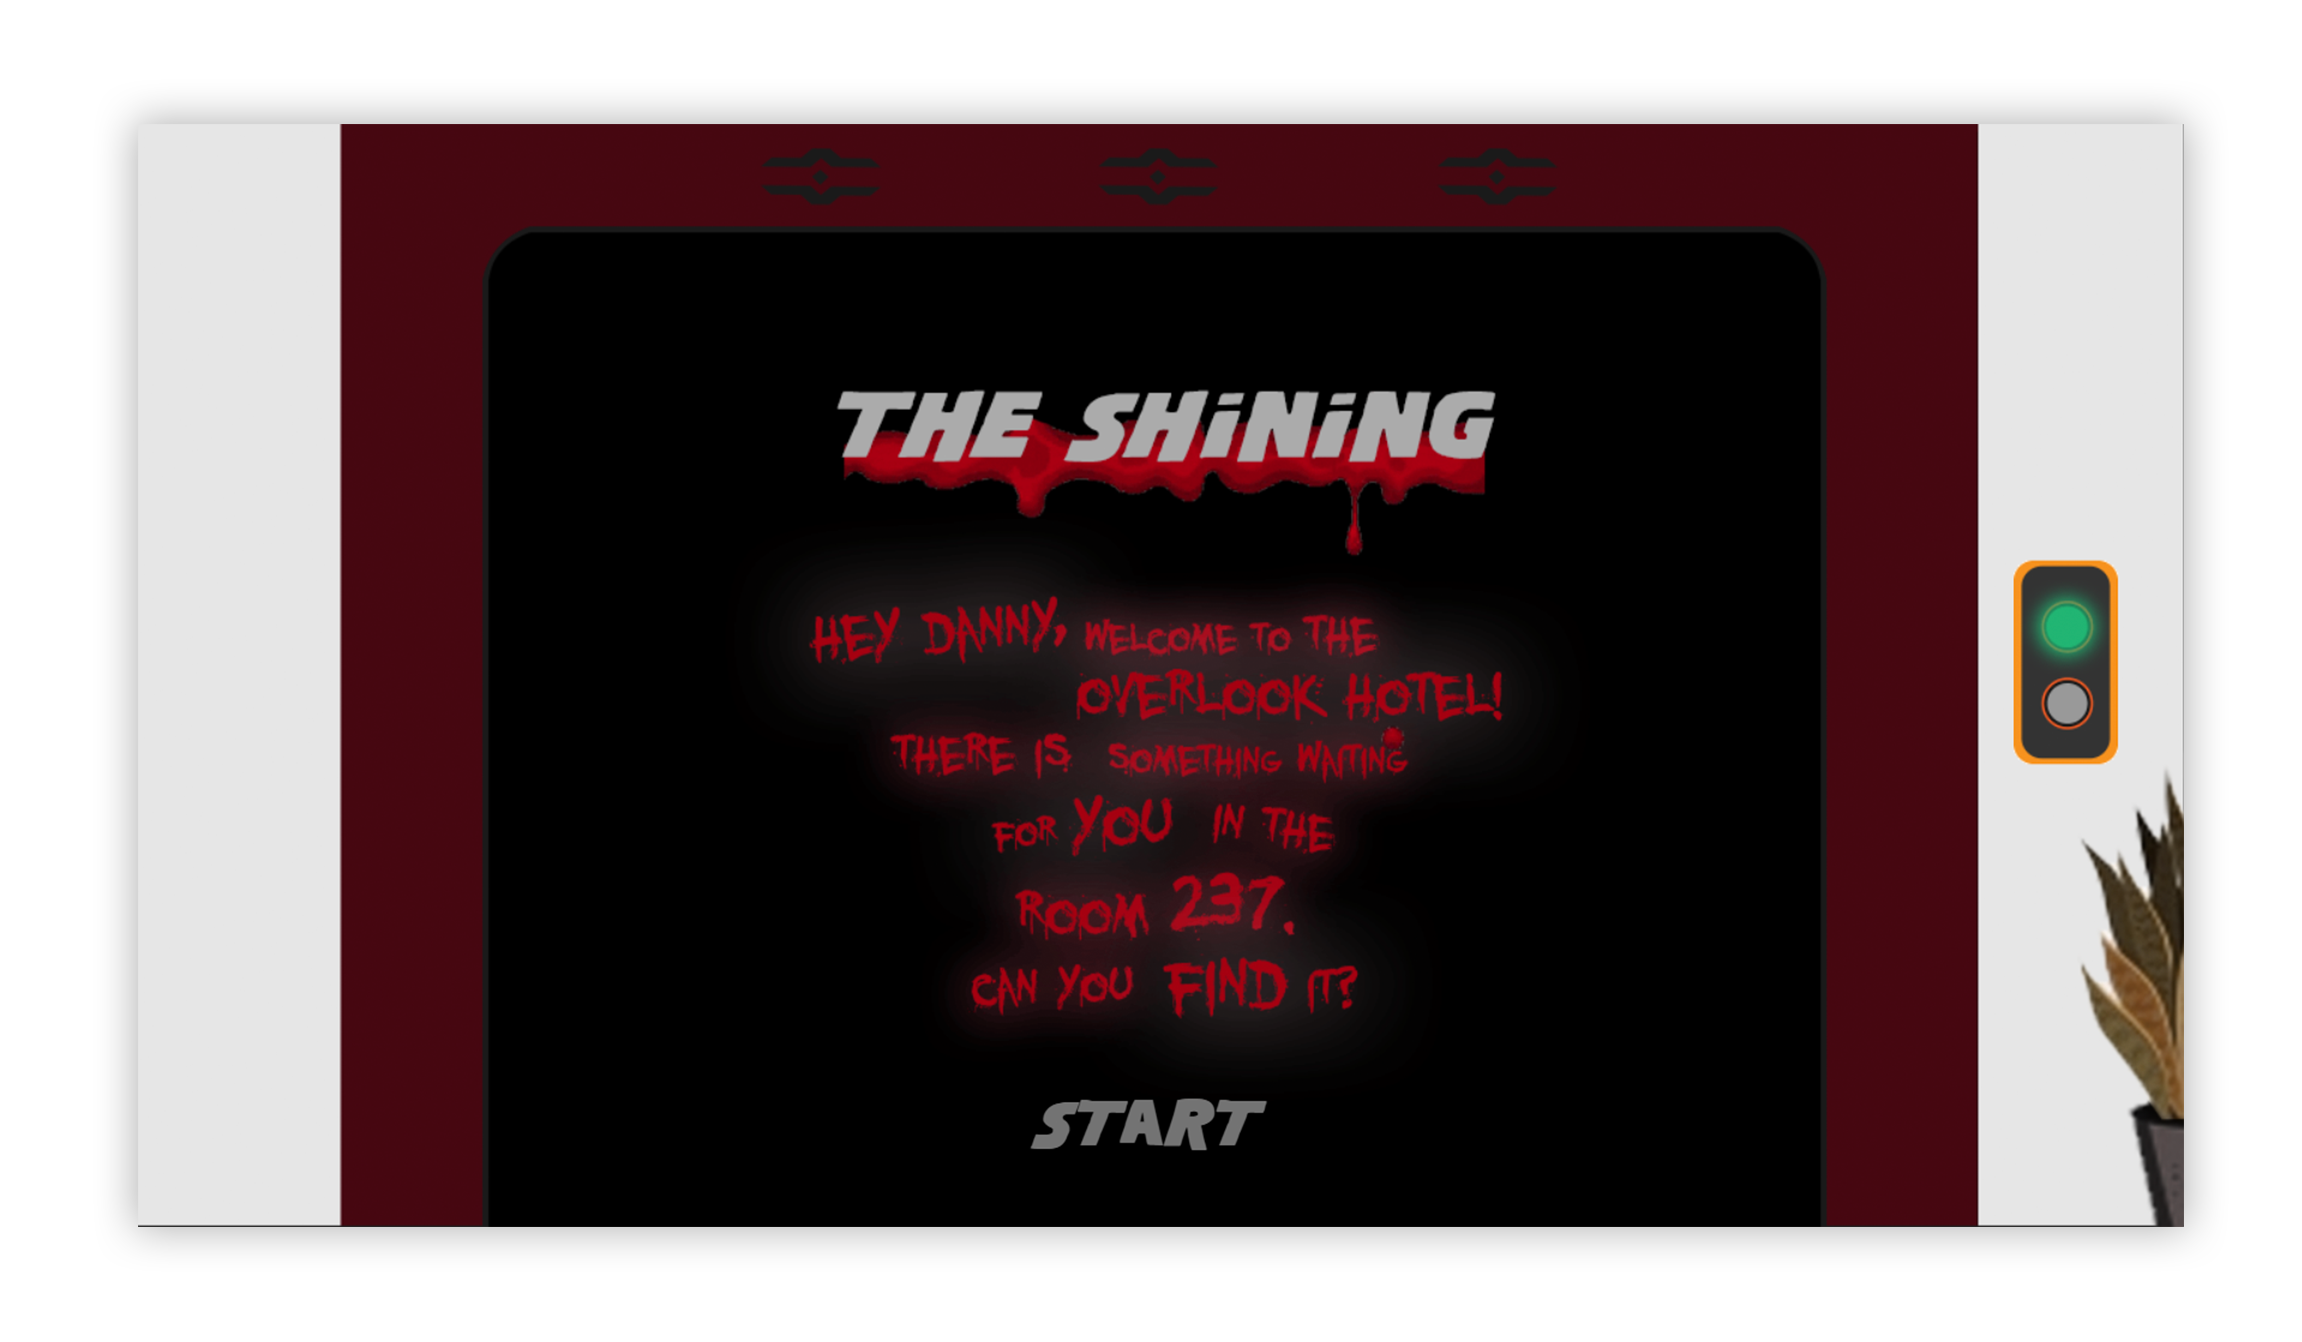 THE SHiNiNG
HEY DANNY, WELCOME TO THE
OVERLOOK HOTEL!
THERE IS SOMETHING WAITING
FOR YOU IN THE
ROOM 237.
CAN YOU FIND IT?
START